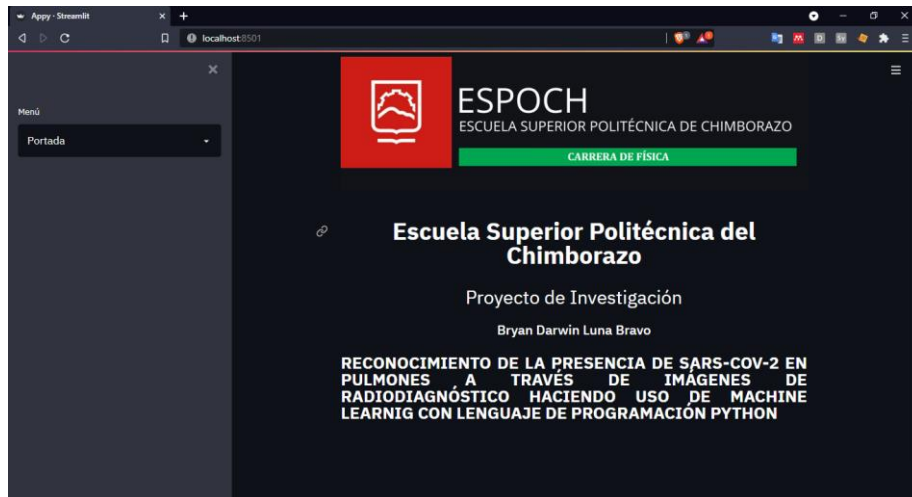 Appy · Streamlit
localhost:8501
Menú
Portada
ESPOCH
ESCUELA SUPERIOR POLITÉCNICA DE CHIMBORAZO
CARRERA DE FÍSICA
Escuela Superior Politécnica del
Chimborazo
Proyecto de Investigación
Bryan Darwin Luna Bravo
RECONOCIMIENTO DE LA PRESENCIA DE SARS-COV-2 EN
PULMONES A TRAVÉS DE IMÁGENES DE
RADIODIAGNÓSTICO HACIENDO USO DE MACHINE
LEARNIG CON LENGUAJE DE PROGRAMACIÓN PYTHON